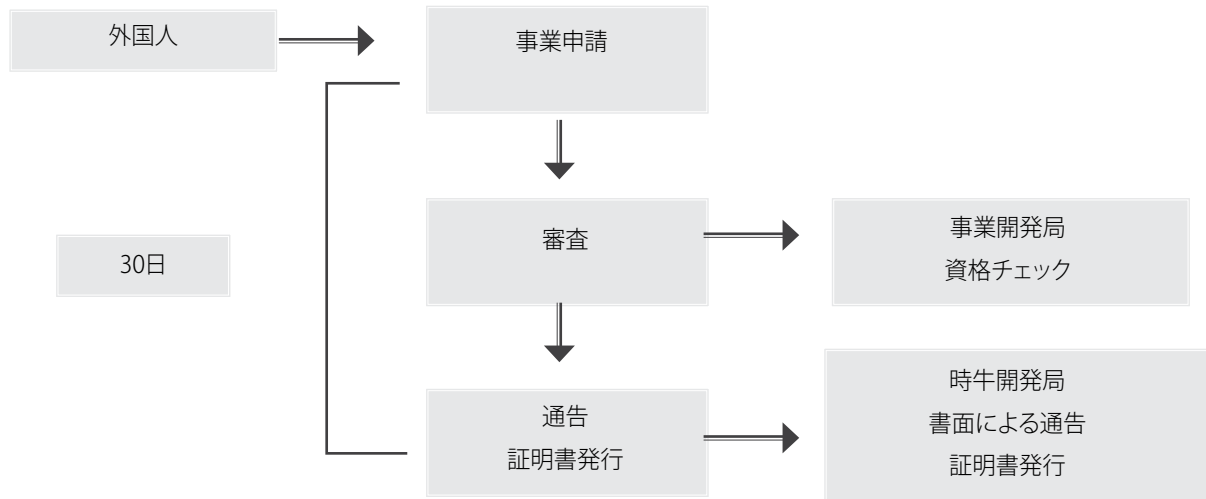 外国人
事業申請
審査
事業開発局
資格チェック
30日
通告
証明書発行
時牛開発局
書面による通告
証明書発行